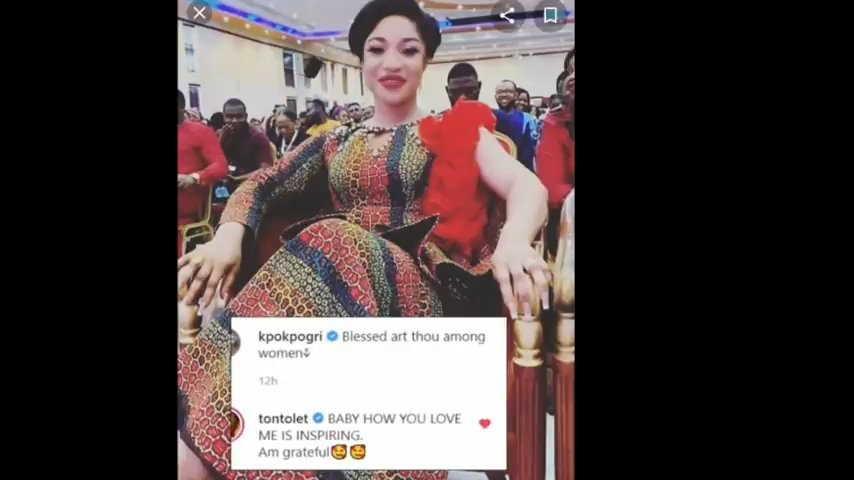 kpokpogri Blessed art thou among
women
12h
tontolet BABY HOW YOU LOVE
ME IS INSPIRING.
Am grateful🥰🥰